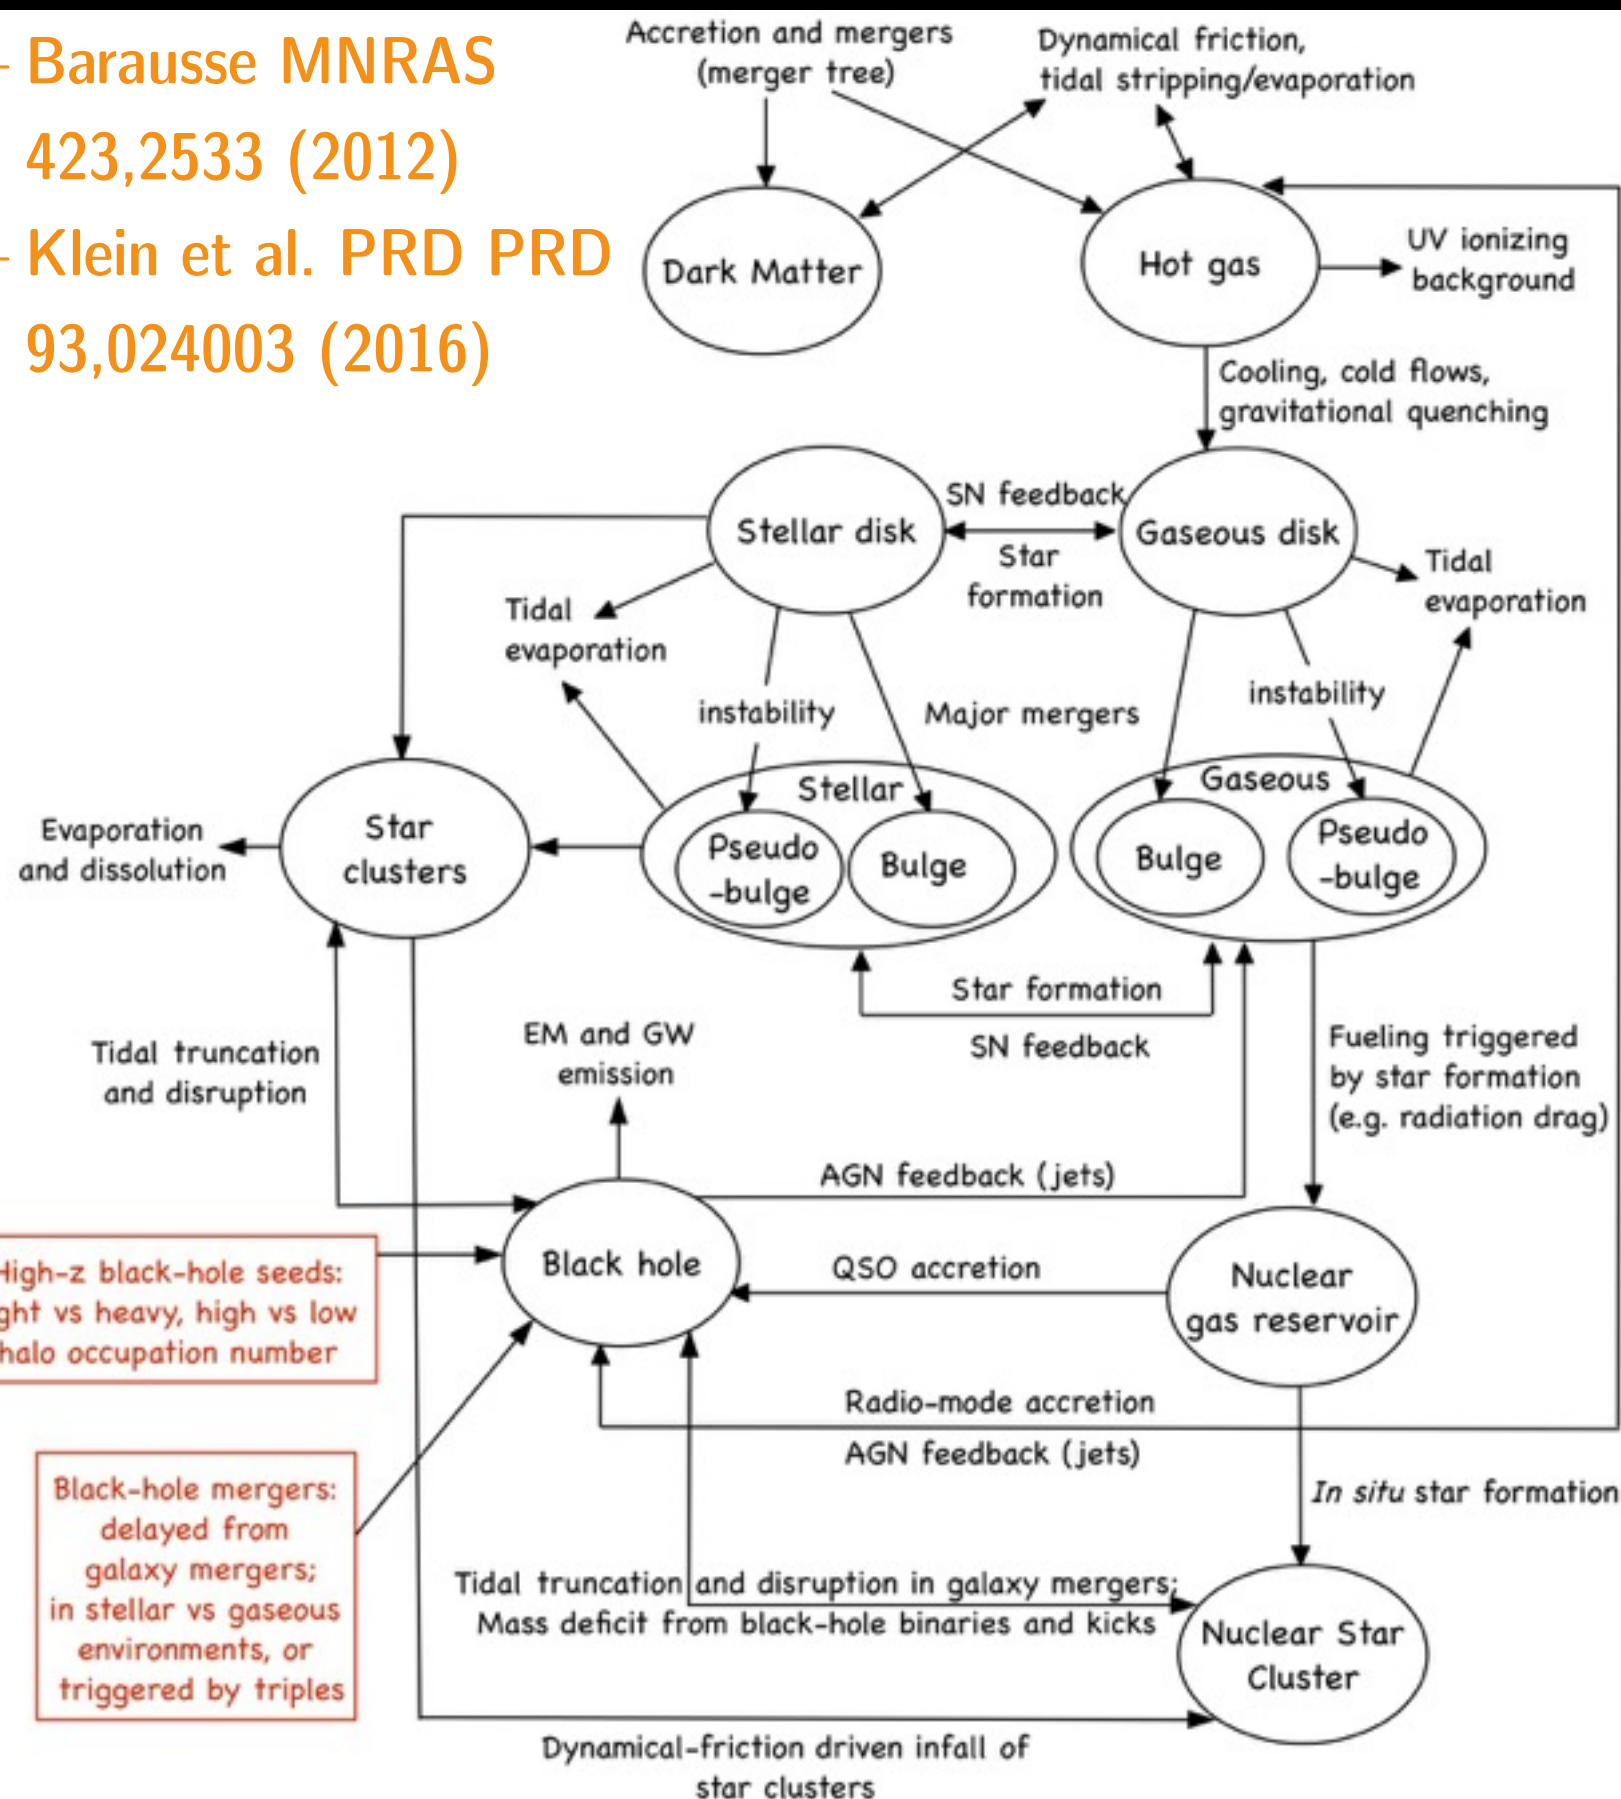 - Barausse MNRAS
423,2533 (2012)
- Klein et al. PRD PRD
93,024003 (2016)
Accretion and mergers
(merger tree)
Dynamical friction,
tidal stripping/evaporation
Dark Matter
Hot gas
UV ionizing
background
Cooling, cold flows,
gravitational quenching
Stellar disk
SN feedback
Star
formation
Gaseous disk
Tidal
evaporation
Tidal
evaporation
instability
Major mergers
instability
Stellar
Pseudo
-bulge
Bulge
Gaseous
Bulge
Pseudo
-bulge
Star
clusters
Evaporation
and dissolution
Star formation
SN feedback
Tidal truncation
and disruption
EM and GW
emission
Fueling triggered
by star formation
(e.g. radiation drag)
AGN feedback (jets)
Black hole
QSO accretion
Nuclear
gas reservoir
High-z black-hole seeds:
ght vs heavy, high vs low
halo occupation number
Radio-mode accretion
AGN feedback (jets)
In situ star formation
Black-hole mergers:
delayed from
galaxy mergers;
in stellar vs gaseous
environments, or
triggered by triples
Tidal truncation and disruption in galaxy mergers;
Mass deficit from black-hole binaries and kicks
Nuclear Star
Cluster
Dynamical-friction driven infall of
star clusters